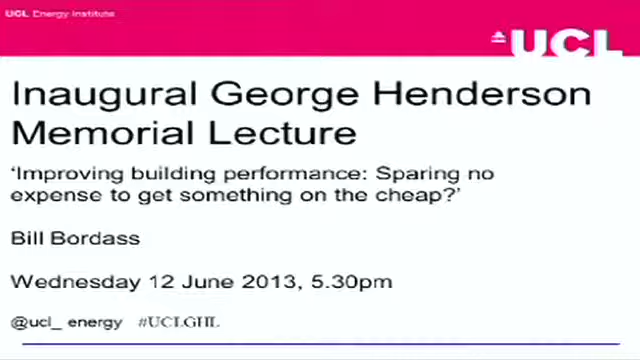 UCL Energy Institute
UCL
Inaugural George Henderson
Memorial Lecture
‘Improving building performance: Sparing no
expense to get something on the cheap?’
Bill Bordass
Wednesday 12 June 2013, 5.30pm
@ucl_ energy #UCLGHL